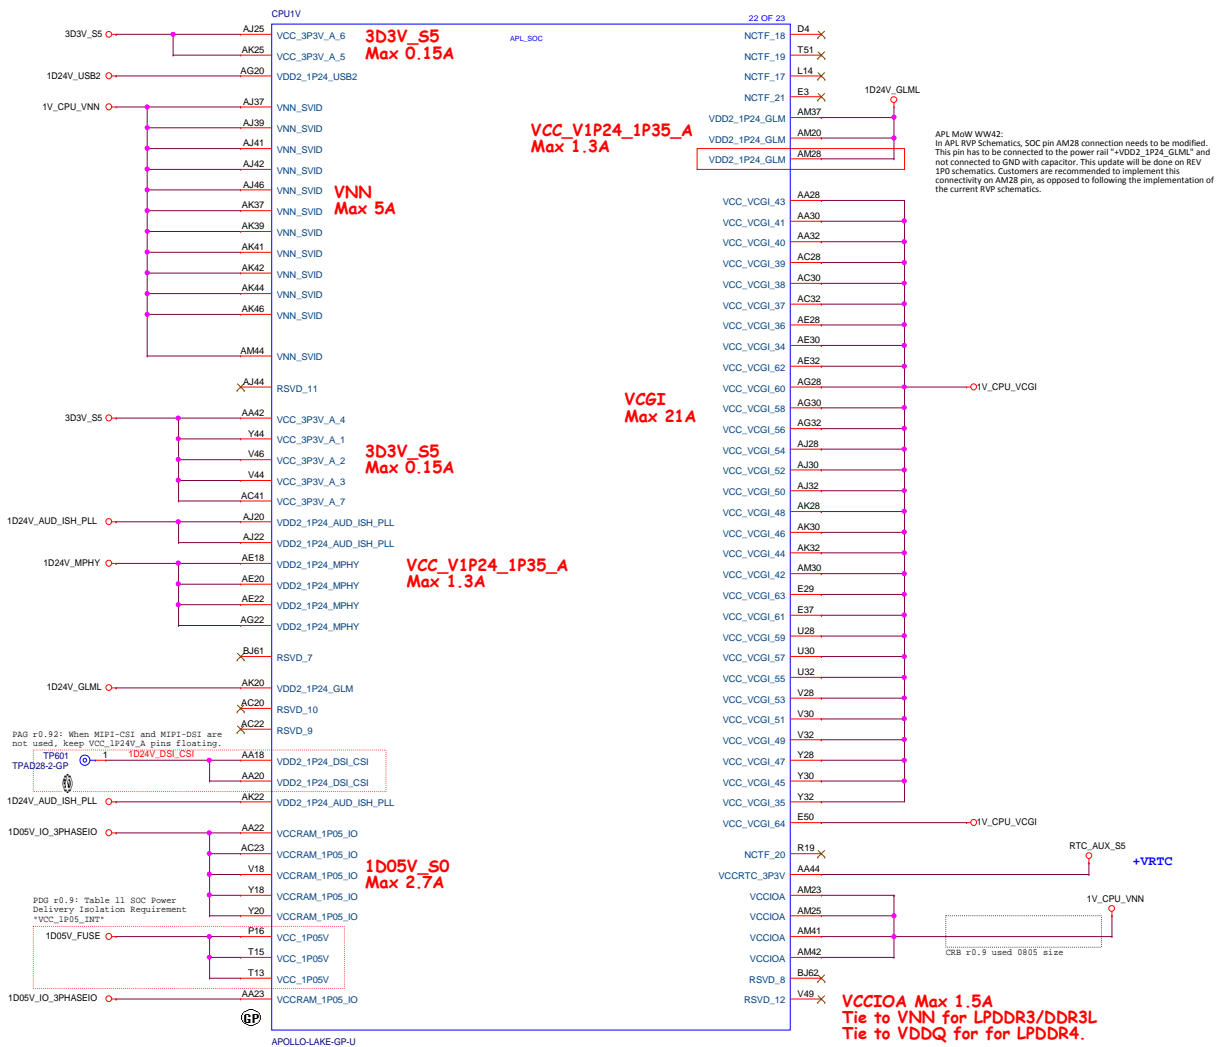 CPU1V
22 OF 23
APL_SOC
3D3V_S5
AJ25
VCC_3P3V_A_6
AK25
VCC_3P3V_A_5
3D3V_S5
Max 0.15A
1D24V_USB2
AG20
VDD2_1P24_USB2
1V_CPU_VNN
AJ37
VNN_SVID
AJ39
VNN_SVID
AJ41
VNN_SVID
AJ42
VNN_SVID
AJ46
VNN_SVID
AK37
VNN_SVID
AK39
VNN_SVID
AK41
VNN_SVID
AK42
VNN_SVID
AK44
VNN_SVID
AK46
VNN_SVID
AM44
VNN_SVID
VNN
Max 5A
AJ44
RSVD_11
3D3V_S5
AA42
VCC_3P3V_A_4
Y44
VCC_3P3V_A_1
V46
VCC_3P3V_A_2
V44
VCC_3P3V_A_3
AC41
VCC_3P3V_A_7
3D3V_S5
Max 0.15A
1D24V_AUD_ISH_PLL
AJ20
VDD2_1P24_AUD_ISH_PLL
AJ22
VDD2_1P24_AUD_ISH_PLL
1D24V_MPHY
AE18
VDD2_1P24_MPHY
AE20
VDD2_1P24_MPHY
AE22
VDD2_1P24_MPHY
AG22
VDD2_1P24_MPHY
VCC_V1P24_1P35_A
Max 1.3A
BJ61
RSVD_7
1D24V_GLML
AK20
VDD2_1P24_GLM
AC20
RSVD_10
AC22
RSVD_9
PAG r0.92: When MIPI-CSI and MIPI-DSI are
not used, keep VCC_1P24V_A pins floating.
TP601
TPAD28-2-GP
1
1D24V_DSI_CSI
AA18
VDD2_1P24_DSI_CSI
AA20
VDD2_1P24_DSI_CSI
1D24V_AUD_ISH_PLL
AK22
VDD2_1P24_AUD_ISH_PLL
1D05V_IO_3PHASEIO
AA22
VCCRAM_1P05_IO
AC23
VCCRAM_1P05_IO
V18
VCCRAM_1P05_IO
Y18
VCCRAM_1P05_IO
Y20
VCCRAM_1P05_IO
1D05V_S0
Max 2.7A
PDG r0.9: Table 11 SOC Power
Delivery Isolation Requirement
"VCC_1P05_INT"
1D05V_FUSE
P16
VCC_1P05V
T15
VCC_1P05V
T13
VCC_1P05V
1D05V_IO_3PHASEIO
AA23
VCCRAM_1P05_IO
GP
APOLLO-LAKE-GP-U
NCTF_18
D4
NCTF_19
T51
NCTF_17
L14
NCTF_21
E3
1D24V_GLML
VDD2_1P24_GLM
AM37
VDD2_1P24_GLM
AM20
VDD2_1P24_GLM
AM28
VCC_V1P24_1P35_A
Max 1.3A
APL MoW WW42:
In APL RVP Schematics, SOC pin AM28 connection needs to be modified.
This pin has to be connected to the power rail "+VDD2_1P24_GLML" and
not connected to GND with capacitor. This update will be done on REV
1P0 schematics. Customers are recommended to implement this
connectivity on AM28 pin, as opposed to following the implementation of
the current RVP schematics.
VCC_VCGI_43
AA28
VCC_VCGI_41
AA30
VCC_VCGI_40
AA32
VCC_VCGI_39
AC28
VCC_VCGI_38
AC30
VCC_VCGI_37
AC32
VCC_VCGI_36
AE28
VCC_VCGI_34
AE30
VCC_VCGI_62
AE32
VCC_VCGI_60
AG28
1V_CPU_VCGI
VCC_VCGI_58
AG30
VCC_VCGI_56
AG32
VCC_VCGI_54
AJ28
VCC_VCGI_52
AJ30
VCC_VCGI_50
AJ32
VCC_VCGI_48
AK28
VCC_VCGI_46
AK30
VCC_VCGI_44
AK32
VCC_VCGI_42
AM30
VCC_VCGI_63
E29
VCC_VCGI_61
E37
VCC_VCGI_59
U28
VCC_VCGI_57
U30
VCC_VCGI_55
U32
VCC_VCGI_53
V28
VCC_VCGI_51
V30
VCC_VCGI_49
V32
VCC_VCGI_47
Y28
VCC_VCGI_45
Y30
VCC_VCGI_35
Y32
VCC_VCGI_64
E50
1V_CPU_VCGI
VCGI
Max 21A
NCTF_20
R19
VCCRTC_3P3V
AA44
RTC_AUX_S5
+VRTC
VCCIOA
AM23
VCCIOA
AM25
VCCIOA
AM41
VCCIOA
AM42
1V_CPU_VNN
CRB r0.9 used 0805 size
RSVD_8
BJ62
RSVD_12
V49
VCCIOA Max 1.5A
Tie to VNN for LPDDR3/DDR3L
Tie to VDDQ for for LPDDR4.